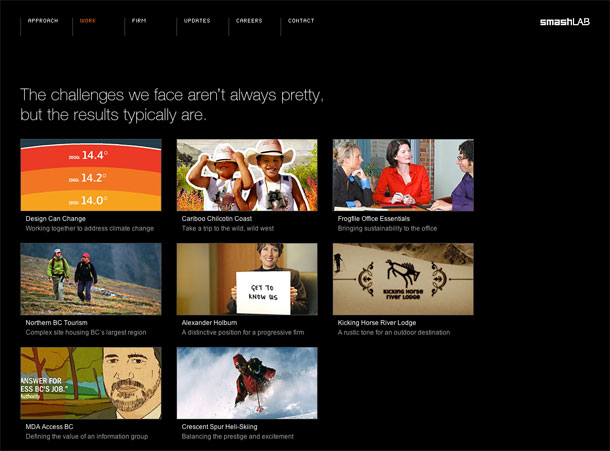 APPROACH
WORK
FIRM
UPDATES
CAREERS
CONTACT
smashLAB
The challenges we face aren't always pretty,
but the results typically are.
14.4°
14.2°
14.0°
Design Can Change
Working together to address climate change
Cariboo Chilcotin Coast
Take a trip to the wild, wild west
Frogfile Office Essentials
Bringing sustainability to the office
GET TO
KNOW US
KICKING HORSE
RIVER LODGE
Northern BC Tourism
Complex site housing BC's largest region
Alexander Holburn
A distinctive position for a progressive firm
Kicking Horse River Lodge
A rustic tone for an outdoor destination
ANSWER FOR
ESS BC'S JOB."
Authority
MDA Access BC
Defining the value of an information group
Crescent Spur Heli-Skiing
Balancing the prestige and excitement